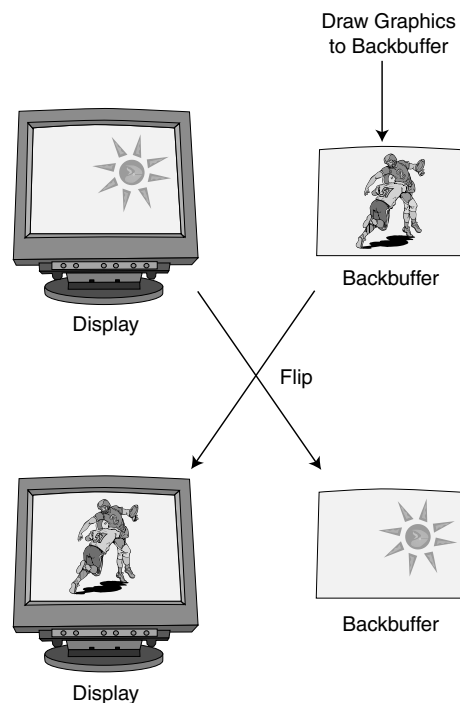 Draw Graphics
to Backbuffer
Display
Backbuffer
Flip
Display
Backbuffer